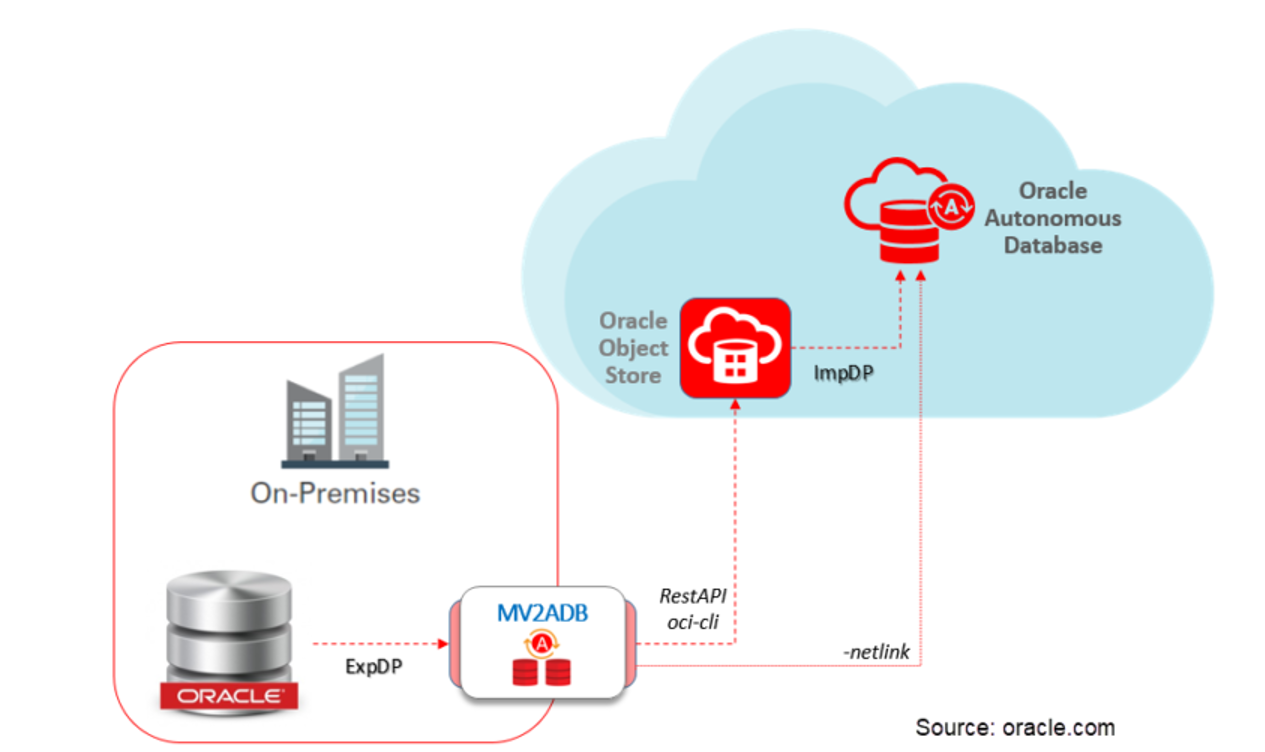 Oracle
Autonomous
Database
Oracle
Object
Store
ImpDP
On-Premises
MV2ADB
RestAPI
oci-cli
ExpDP
-netlink
ORACLE
A
A
Source: oracle.com